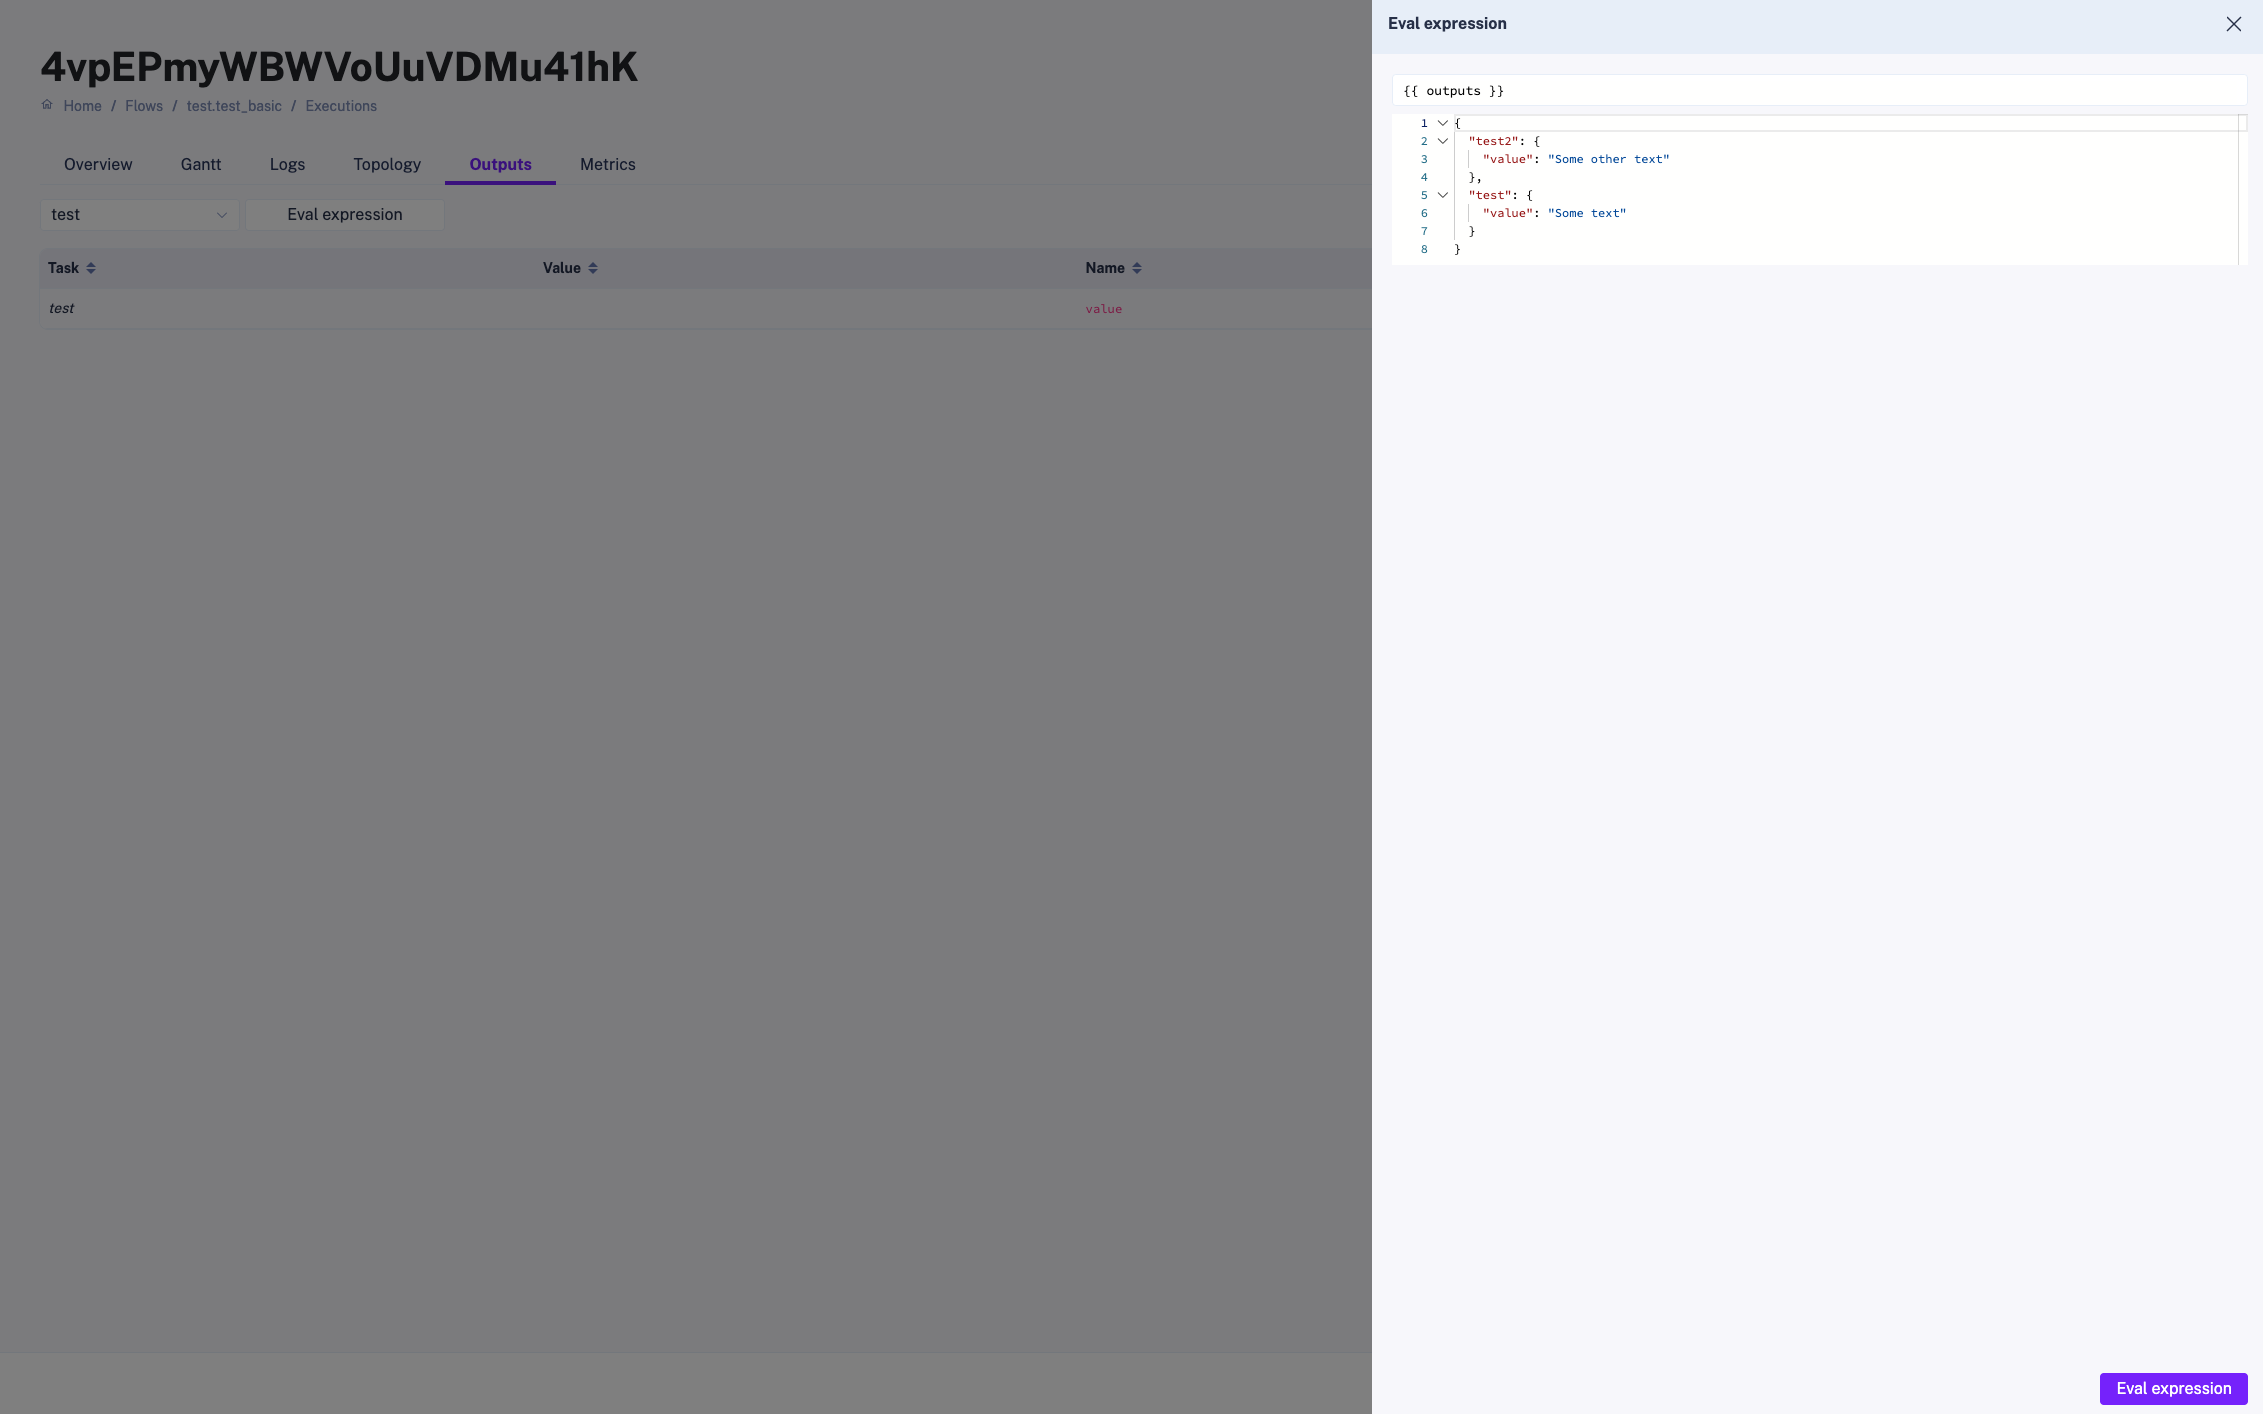 4vpEPmyWBWVoUuVDMu41hK
Home / Flows / test.test_basic / Executions
Overview Gantt Logs Topology Outputs Metrics
test Eval expression
Task Value Name
test value
Eval expression
{{ outputs }}
1 {
2 "test2": {
3 "value": "Some other text"
4 },
5 "test": {
6 "value": "Some text"
7 }
8 }
Eval expression